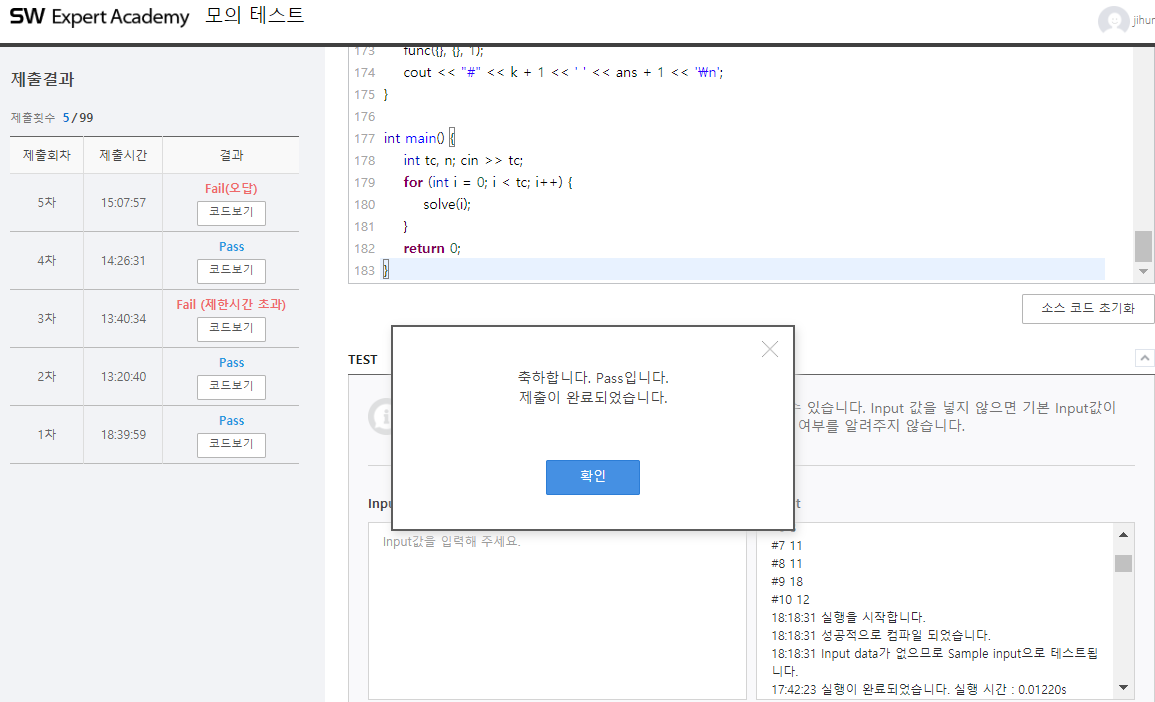 SW Expert Academy 모의 테스트
jihur
제출결과
제출횟수 5/99
제출회차 제출시간 결과
5차 15:07:57 Fail(오답)
코드보기
4차 14:26:31 Pass
코드보기
3차 13:40:34 Fail (제한시간 초과)
코드보기
2차 13:20:40 Pass
코드보기
1차 18:39:59 Pass
코드보기
173 func({}, {}, 1);
174 cout << "#" << k + 1 << ' ' << ans + 1 << '₩n';
175 }
176
177 int main() {
178 int tc, n; cin >> tc;
179 for (int i = 0; i < tc; i++) {
180 solve(i);
181 }
182 return 0;
183 }
소스 코드 초기화
TEST
축하합니다. Pass입니다.
제출이 완료되었습니다.
확인
수 있습니다. Input 값을 넣지 않으면 기본 Input값이
여부를 알려주지 않습니다.
Inpu
t
Input값을 입력해 주세요.
#7 11
#8 11
#9 18
#10 12
18:18:31 실행을 시작합니다.
18:18:31 성공적으로 컴파일 되었습니다.
18:18:31 Input data가 없으므로 Sample input으로 테스트됩
니다.
17:42:23 실행이 완료되었습니다. 실행 시간 : 0.01220s